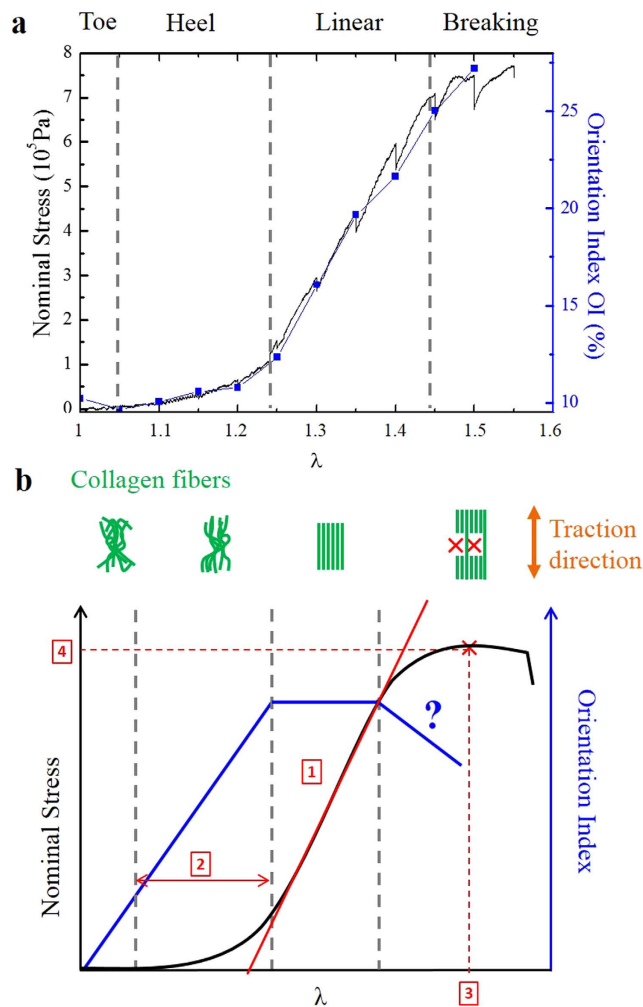 a
Toe Heel Linear Breaking
8
7
6
5
4
3
2
1
0
Nominal Stress (10⁵Pa)
25
20
15
10
Orientation Index OI (%)
1 1.1 1.2 1.3 1.4 1.5 1.6
λ
b
Collagen fibers
Traction
direction
4
?
1
2
Nominal Stress
Orientation Index
λ
3